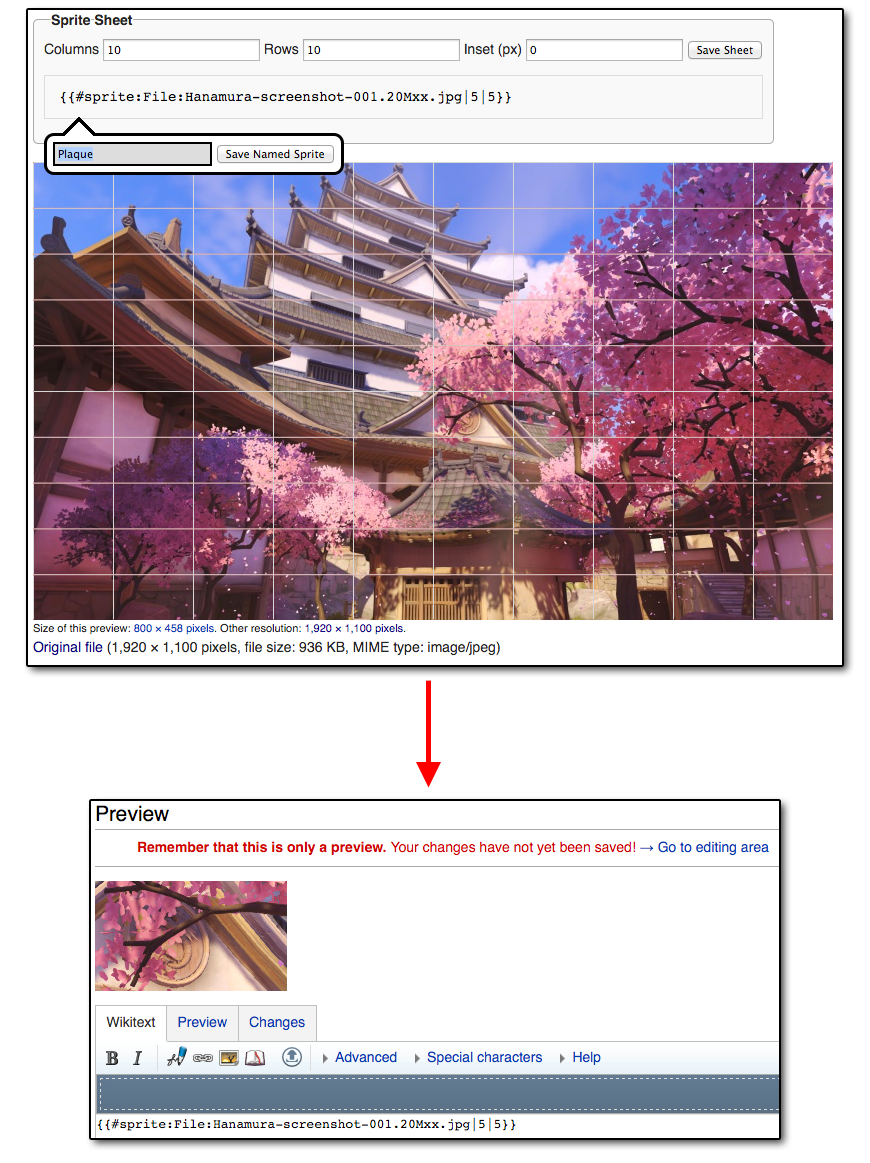 Sprite Sheet
Columns 10 Rows 10 Inset (px) 0 Save Sheet
{{#sprite:File:Hanamura-screenshot-001.20Mxx.jpg|5|5}}
Plaque Save Named Sprite
Size of this preview: 800 × 458 pixels. Other resolution: 1,920 × 1,100 pixels.
Original file (1,920 × 1,100 pixels, file size: 936 KB, MIME type: image/jpeg)
Preview
Remember that this is only a preview. Your changes have not yet been saved! → Go to editing area
Wikitext Preview Changes
B I Advanced Special characters Help
{{#sprite:File:Hanamura-screenshot-001.20Mxx.jpg|5|5}}